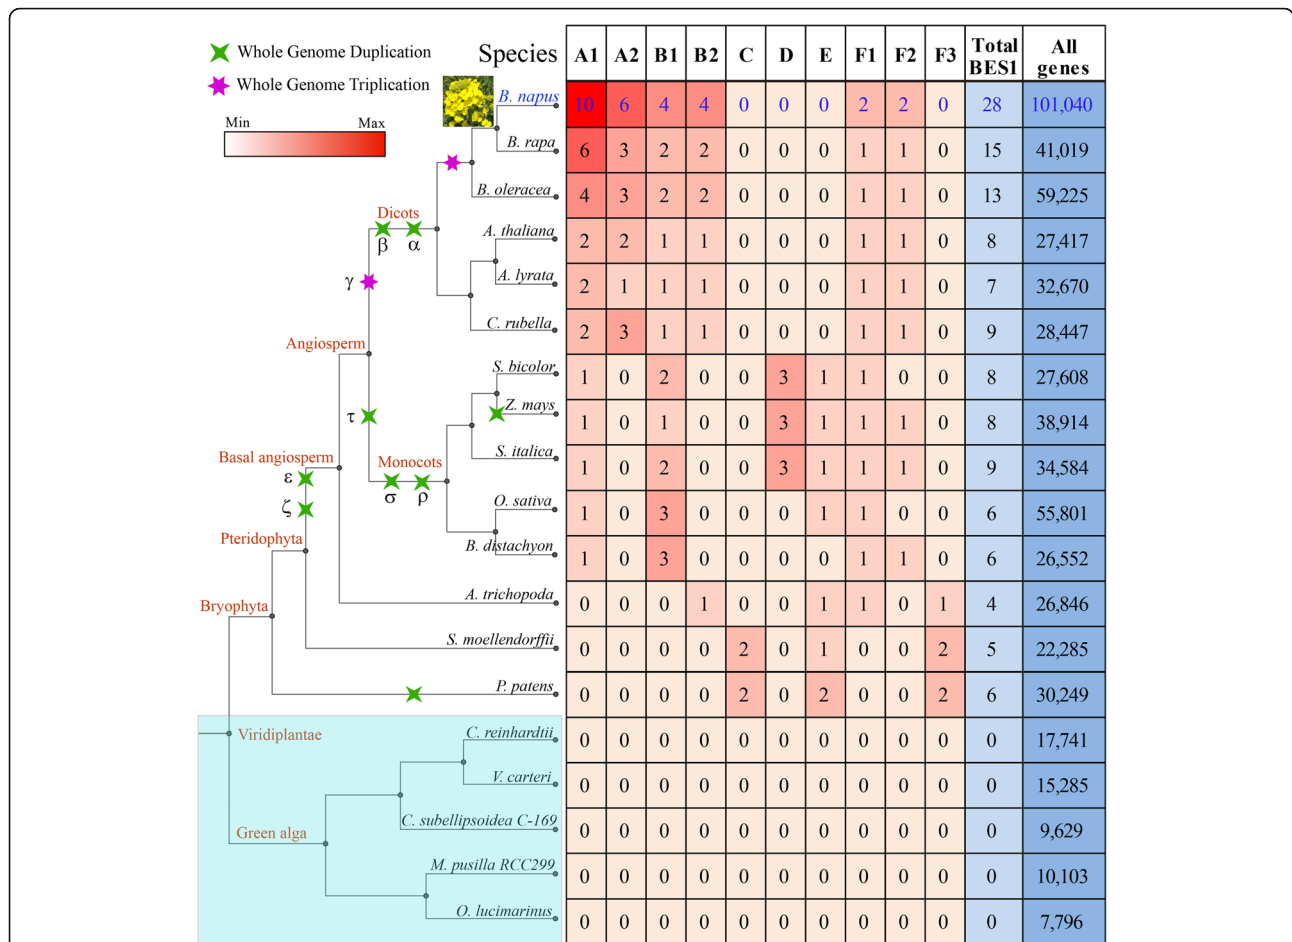 Whole Genome Duplication
Whole Genome Triplication
Min Max
Species A1 A2 B1 B2 C D E F1 F2 F3 Total BES1 All genes
B. napus 10 6 4 4 0 0 0 2 2 0 28 101,040
B. rapa 6 3 2 2 0 0 0 1 1 0 15 41,019
B. oleracea 4 3 2 2 0 0 0 1 1 0 13 59,225
A. thaliana 2 2 1 1 0 0 0 1 1 0 8 27,417
A. lyrata 2 1 1 1 0 0 0 1 1 0 7 32,670
C. rubella 2 3 1 1 0 0 0 1 1 0 9 28,447
S. bicolor 1 0 2 0 0 3 1 1 0 0 8 27,608
Z. mays 1 0 1 0 0 3 1 1 1 0 8 38,914
S. italica 1 0 2 0 0 3 1 1 1 0 9 34,584
O. sativa 1 0 3 0 0 0 1 1 0 0 6 55,801
B. distachyon 1 0 3 0 0 0 0 1 1 0 6 26,552
A. trichopoda 0 0 0 1 0 0 1 1 0 1 4 26,846
S. moellendorffii 0 0 0 0 2 0 1 0 0 2 5 22,285
P. patens 0 0 0 0 2 0 2 0 0 2 6 30,249
C. reinhardtii 0 0 0 0 0 0 0 0 0 0 0 17,741
V. carteri 0 0 0 0 0 0 0 0 0 0 0 15,285
C. subellipsoidea C-169 0 0 0 0 0 0 0 0 0 0 0 9,629
M. pusilla RCC299 0 0 0 0 0 0 0 0 0 0 0 10,103
O. lucimarinus 0 0 0 0 0 0 0 0 0 0 0 7,796
Dicots
β α
γ
Angiosperm
τ
Basal angiosperm
Monocots
ε
σ ρ
ζ
Pteridophyta
Bryophyta
Viridiplantae
Green alga